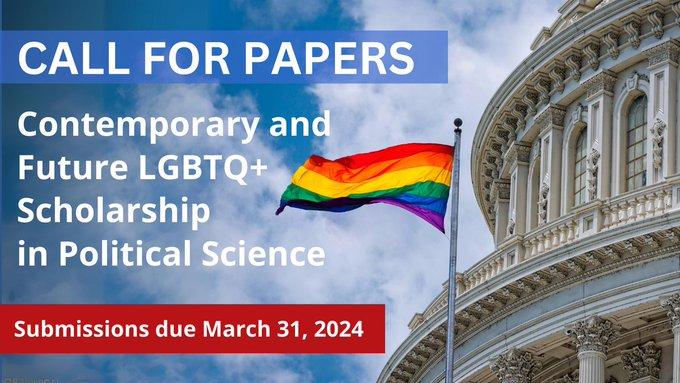 CALL FOR PAPERS
Contemporary and
Future LGBTQ+
Scholarship
in Political Science
Submissions due March 31, 2024